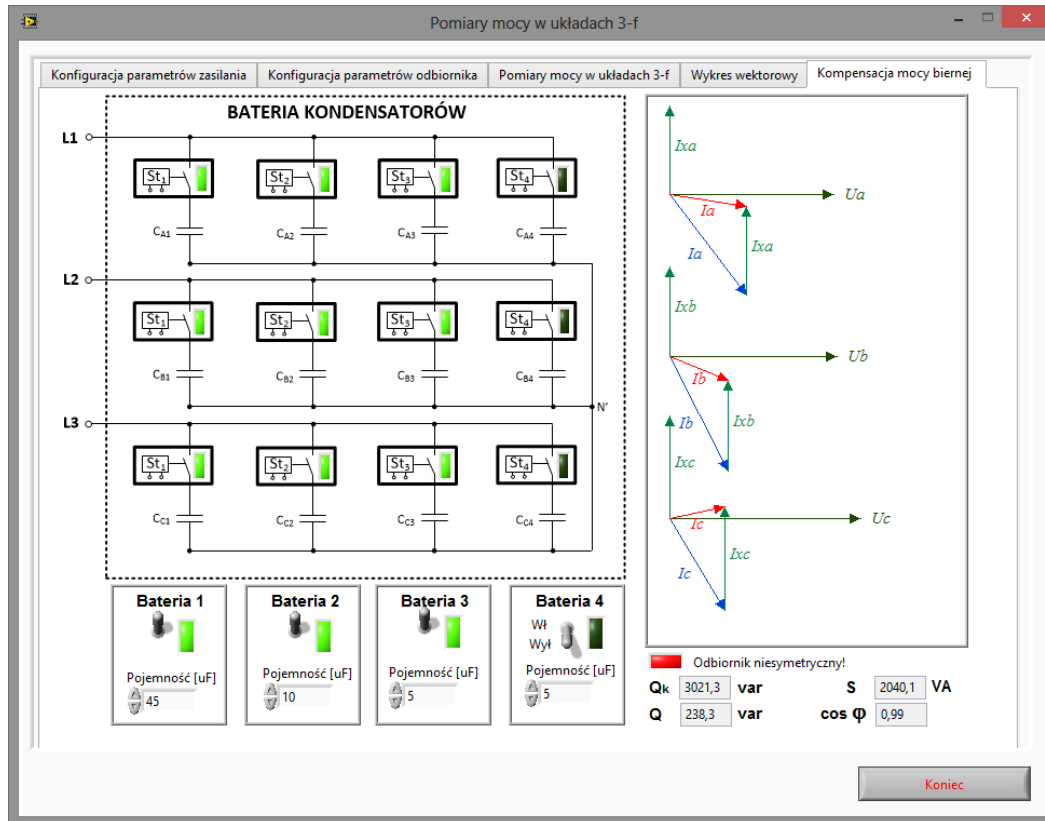 Pomiary mocy w układach 3-f
Konfiguracja parametrów zasilania
Konfiguracja parametrów odbiornika
Pomiary mocy w układach 3-f
Wykres wektorowy
Kompensacja mocy biernej
BATERIA KONDENSATORÓW
L1
St1 St2 St3 St4
CA1 CA2 CA3 CA4
L2
St1 St2 St3 St4
CB1 CB2 CB3 CB4
N'
L3
St1 St2 St3 St4
CC1 CC2 CC3 CC4
Bateria 1
Pojemność [uF]
45
Bateria 2
Pojemność [uF]
10
Bateria 3
Pojemność [uF]
5
Bateria 4
Wł
Wył
Pojemność [uF]
5
Ixa
Ua
Ia
Ixa
Ia
Ixb
Ub
Ib
Ixb
Ib
Ixc
Uc
Ic
Ixc
Ic
Odbiornik niesymetryczny!
Qk 3021,3 var S 2040,1 VA
Q 238,3 var cos φ 0,99
Koniec